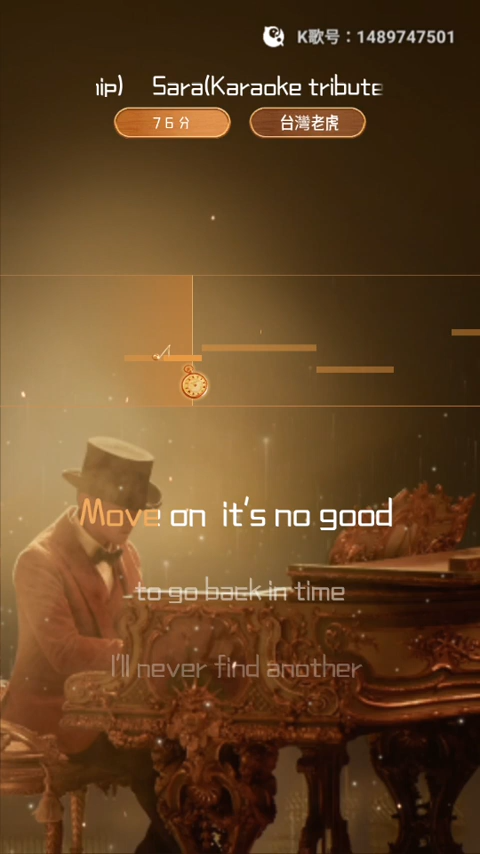 K歌号：1489747501
ip) Sara(Karaoke tribute
76分
台灣老虎
Move on it's no good
to go back in time
I'll never find another